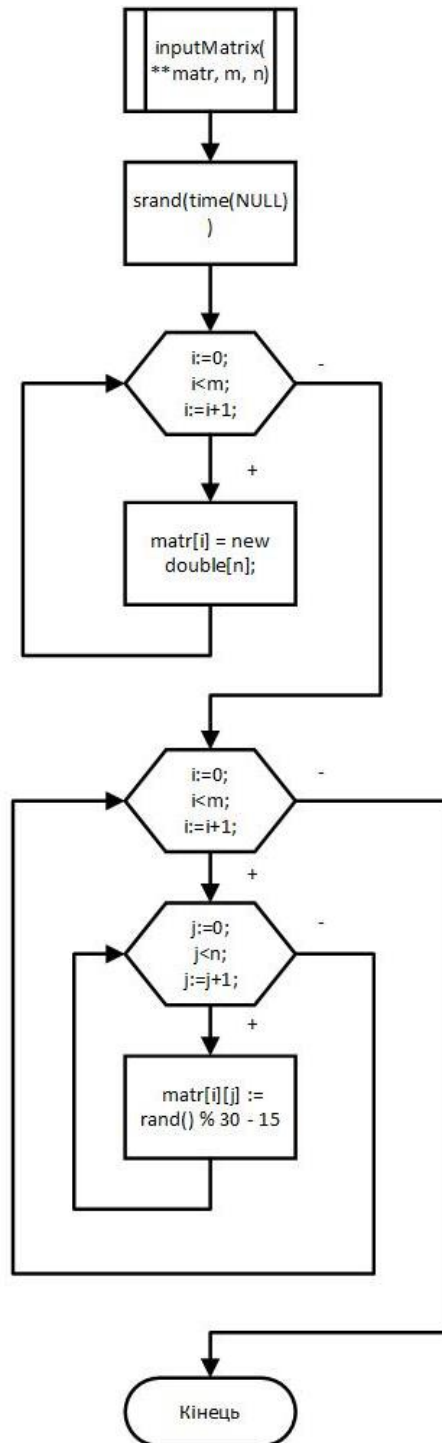 inputMatrix(
**matr, m, n)
srand(time(NULL)
)
i:=0;
i<m;
i:=i+1;
-
+
matr[i] = new
double[n];
i:=0;
i<m;
i:=i+1;
-
+
j:=0;
j<n;
j:=j+1;
-
+
matr[i][j] :=
rand() % 30 - 15
Кінець